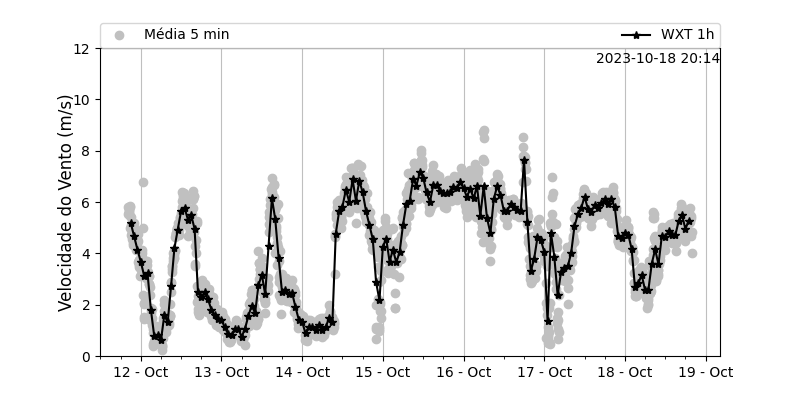 Média 5 min WXT 1h
2023-10-18 20:14
Velocidade do Vento (m/s)
12
10
8
6
4
2
0
12 - Oct 13 - Oct 14 - Oct 15 - Oct 16 - Oct 17 - Oct 18 - Oct 19 - Oct